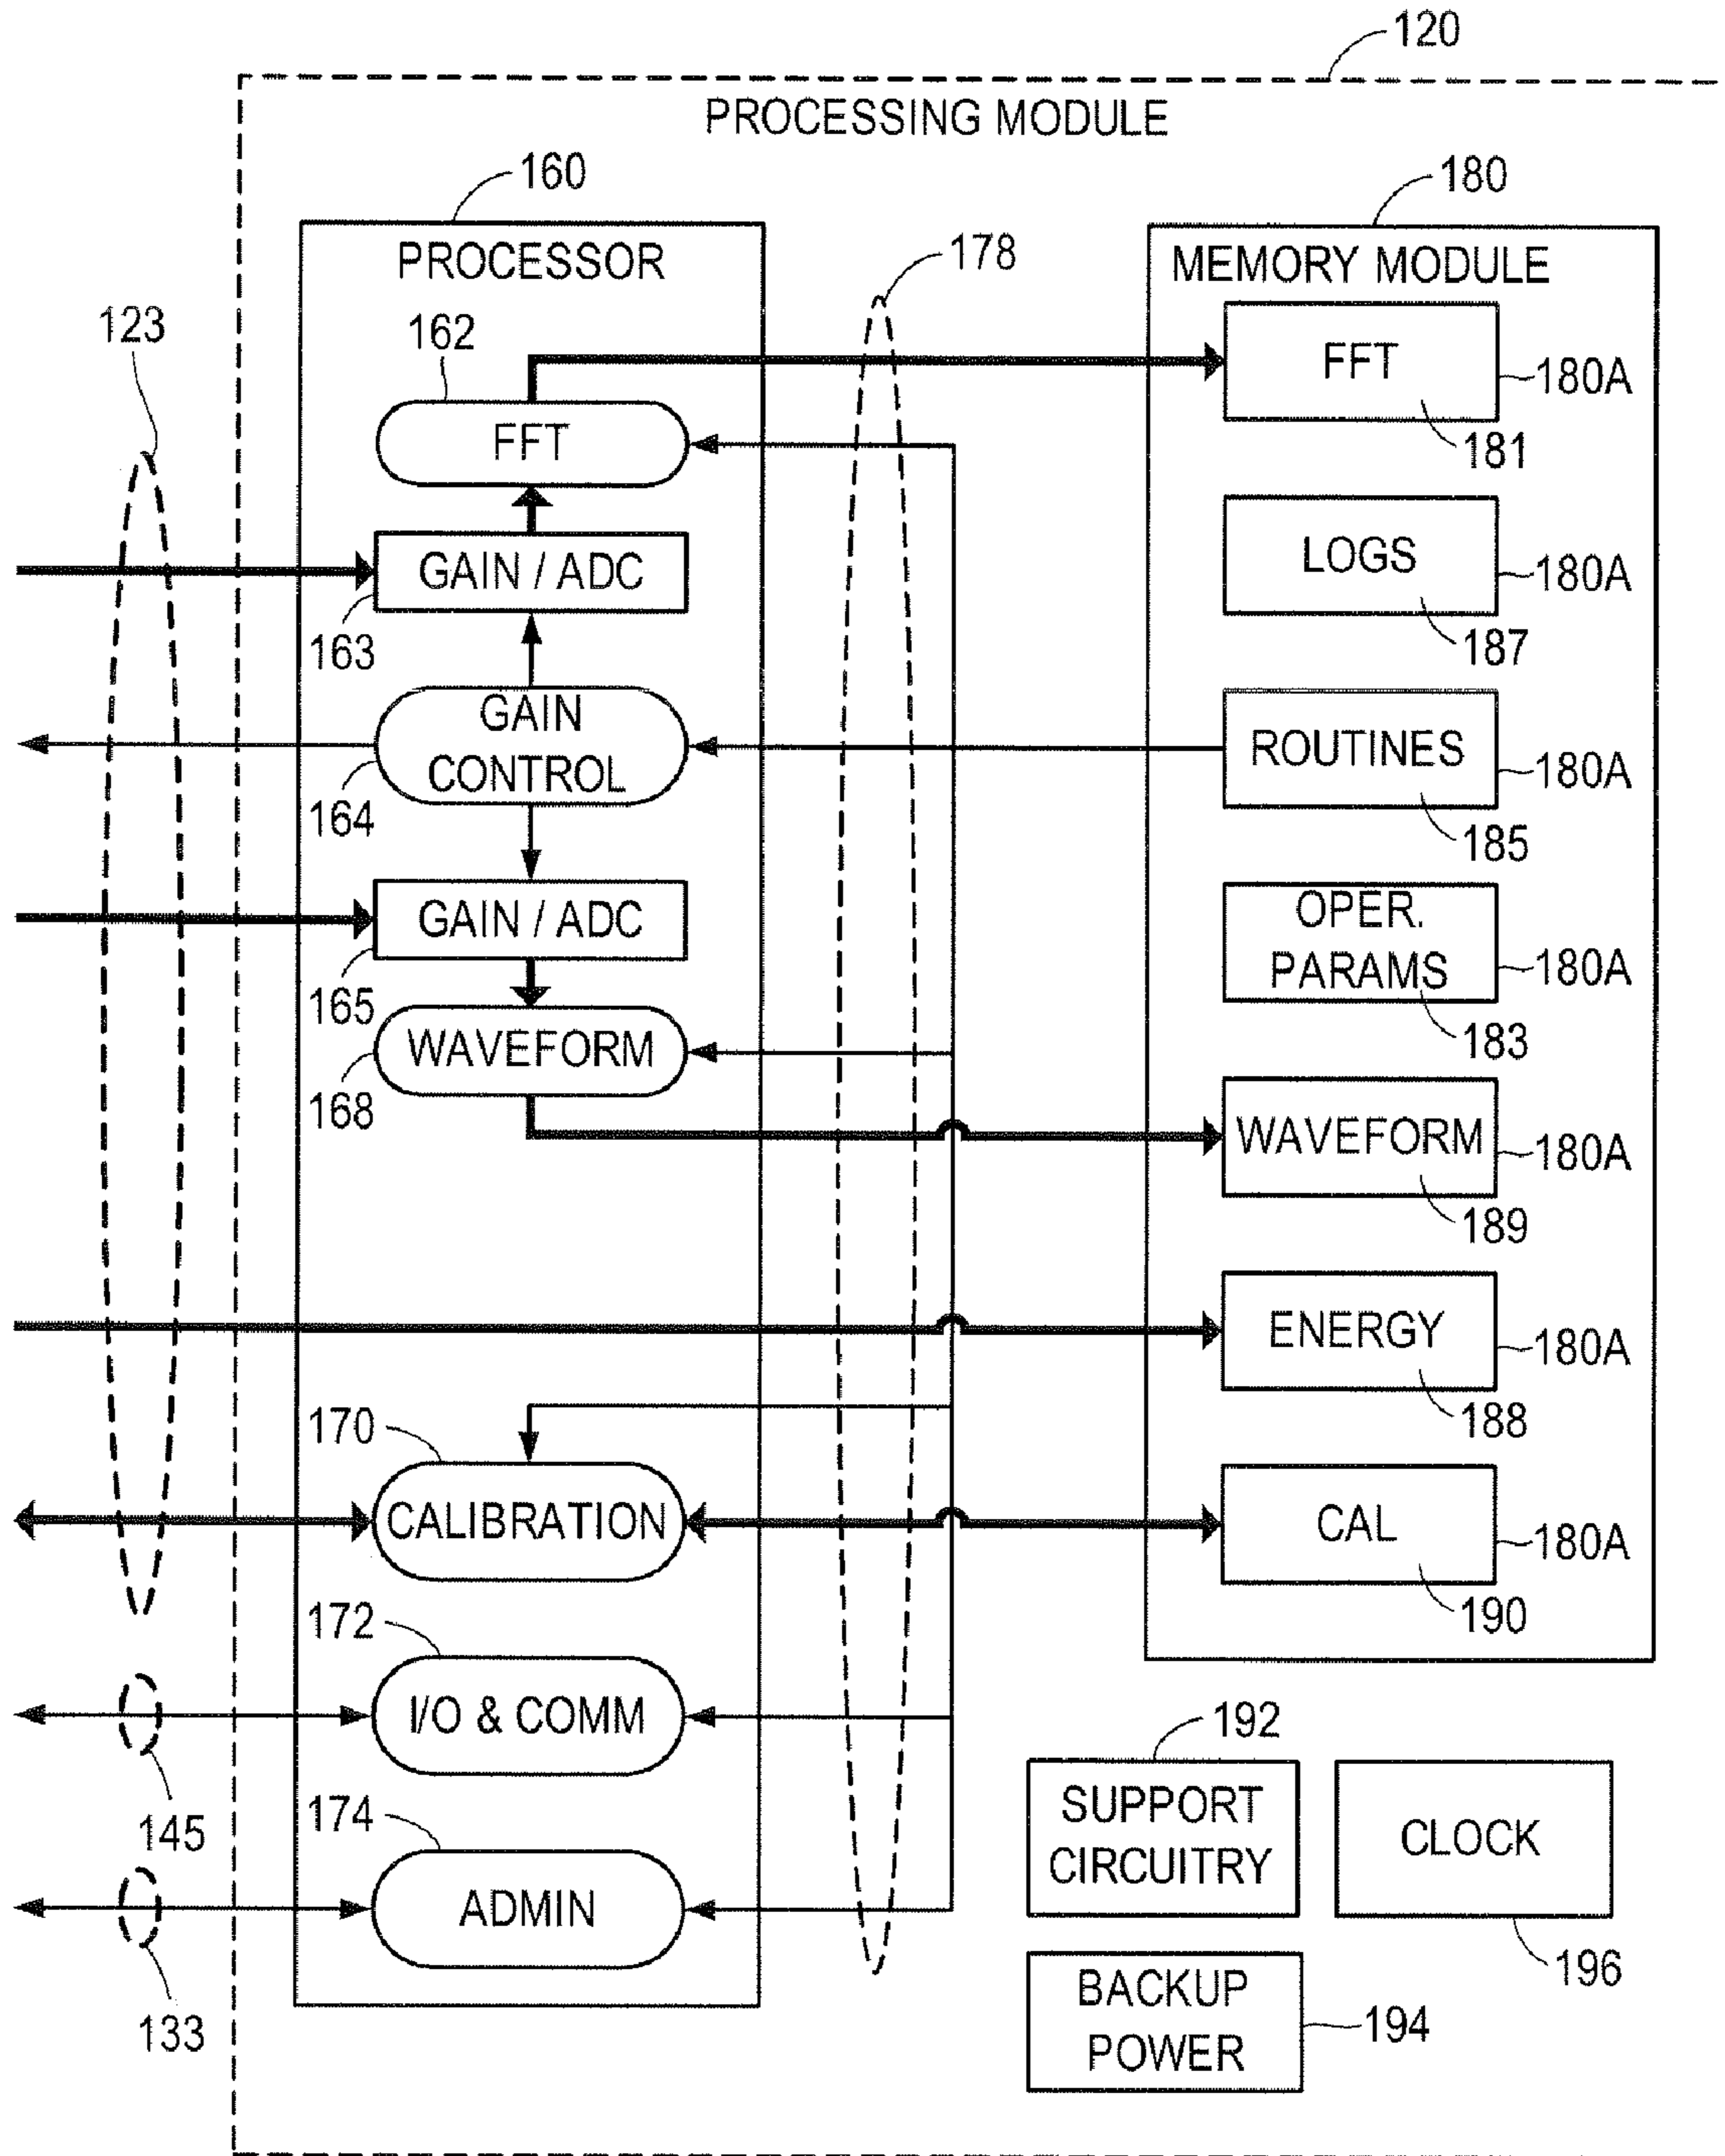 120
PROCESSING MODULE
160
180
PROCESSOR
178
MEMORY MODULE
123
162
FFT
180A
181
FFT
LOGS
180A
187
GAIN / ADC
163
GAIN
CONTROL
164
ROUTINES
180A
185
GAIN / ADC
165
OPER.
PARAMS
180A
183
WAVEFORM
168
WAVEFORM
180A
189
ENERGY
180A
188
170
CALIBRATION
CAL
180A
190
172
I/O & COMM
145
192
SUPPORT
CIRCUITRY
CLOCK
196
174
ADMIN
133
BACKUP
POWER
194